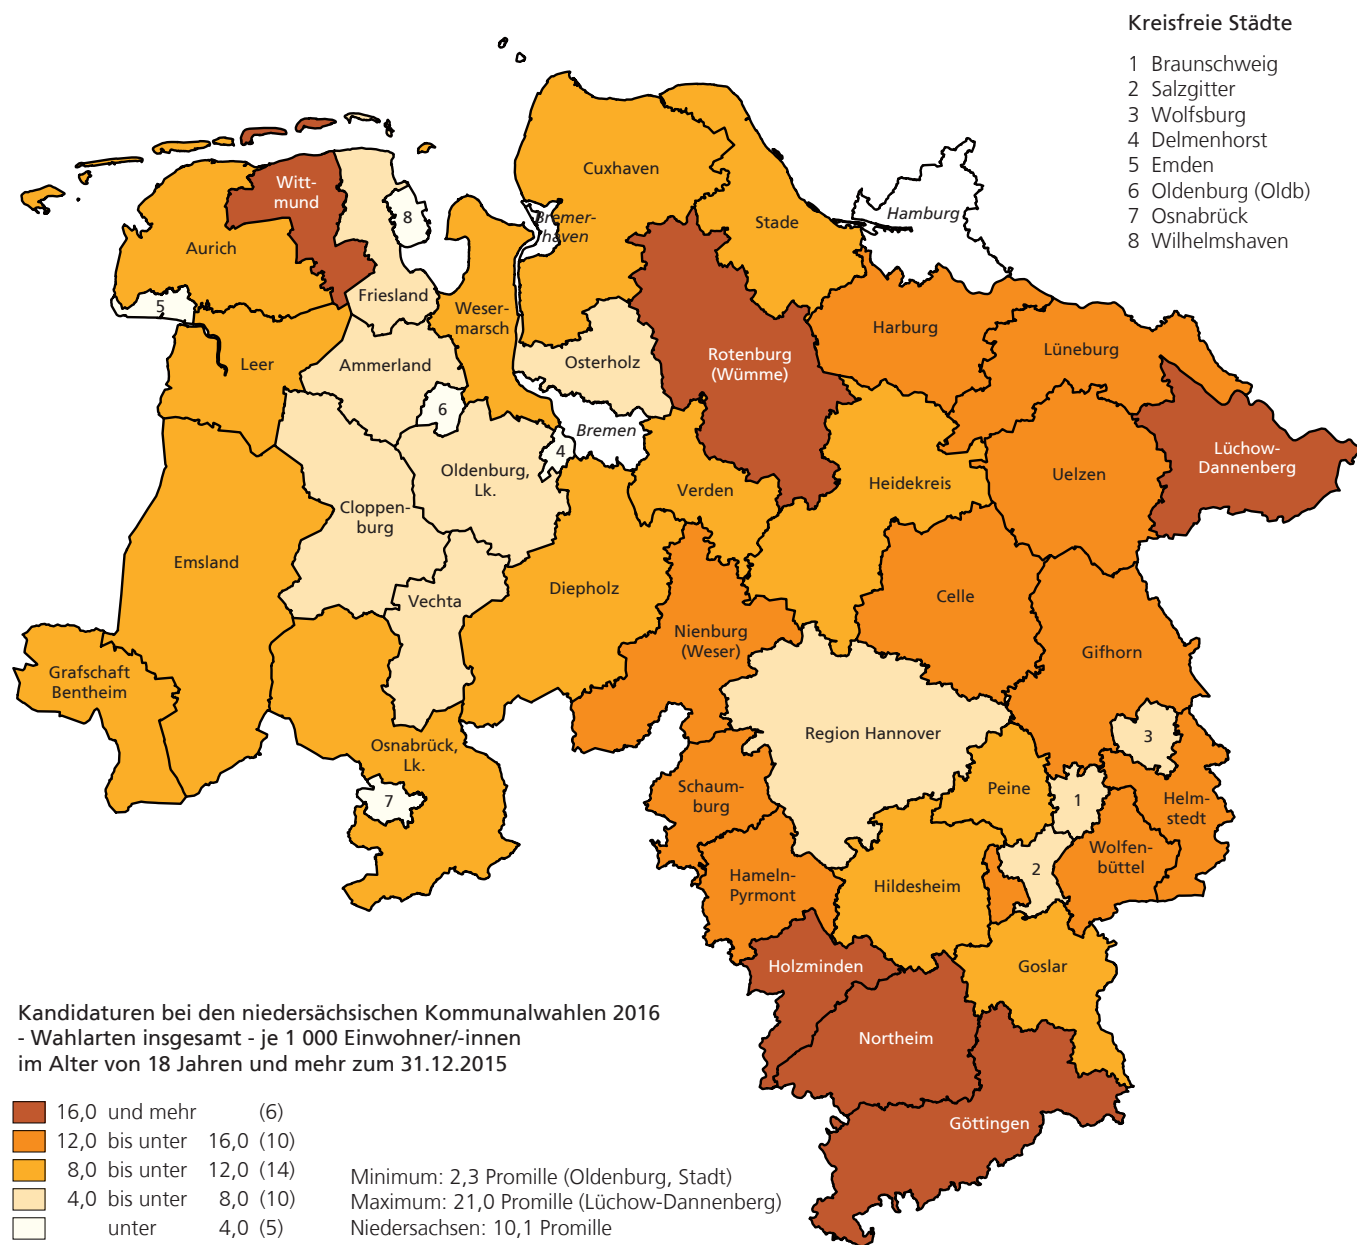 Kreisfreie Städte
1 Braunschweig
2 Salzgitter
3 Wolfsburg
4 Delmenhorst
5 Emden
6 Oldenburg (Oldb)
7 Osnabrück
8 Wilhelmshaven
Cuxhaven
Witt-
mund
8
Bremer-
haven
Hamburg
Stade
Aurich
5
Friesland
Weser-
marsch
Harburg
Lüneburg
Leer
Ammerland
Osterholz
Rotenburg
(Wümme)
6
Bremen
4
Oldenburg,
Lk.
Lüchow-
Dannenberg
Uelzen
Verden
Heidekreis
Cloppen-
burg
Emsland
Diepholz
Vechta
Celle
Nienburg
(Weser)
Gifhorn
Grafschaft
Bentheim
Osnabrück,
Lk.
Region Hannover
3
7
Schaum-
burg
Peine
1
Helm-
stedt
Wolfen-
büttel
2
Hameln-
Pyrmont
Hildesheim
Holzminden
Goslar
Northeim
Göttingen
Kandidaturen bei den niedersächsischen Kommunalwahlen 2016
- Wahlarten insgesamt - je 1 000 Einwohner/-innen
im Alter von 18 Jahren und mehr zum 31.12.2015
16,0 und mehr (6)
12,0 bis unter 16,0 (10)
8,0 bis unter 12,0 (14)
4,0 bis unter 8,0 (10)
unter 4,0 (5)
Minimum: 2,3 Promille (Oldenburg, Stadt)
Maximum: 21,0 Promille (Lüchow-Dannenberg)
Niedersachsen: 10,1 Promille